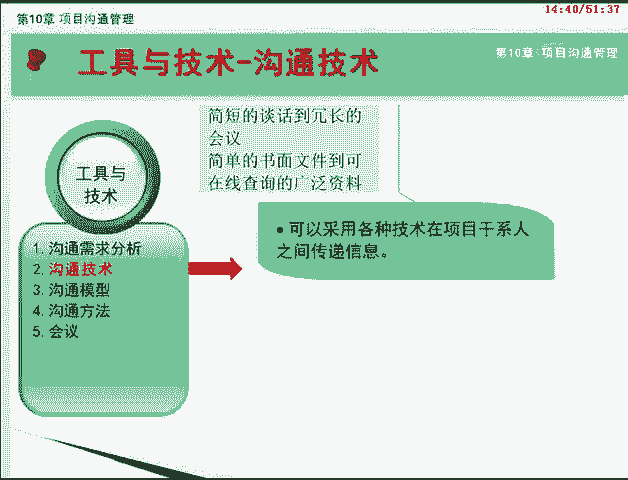 第10章 项目沟通管理
14:40/51:37
工具与技术-沟通技术
第10章 项目沟通管理
简短的谈话到冗长的
会议
简单的书面文件到可
在线查询的广泛资料
工具与
技术
● 可以采用各种技术在项目干系人
之间传递信息。
1. 沟通需求分析
2. 沟通技术
3. 沟通模型
4. 沟通方法
5. 会议